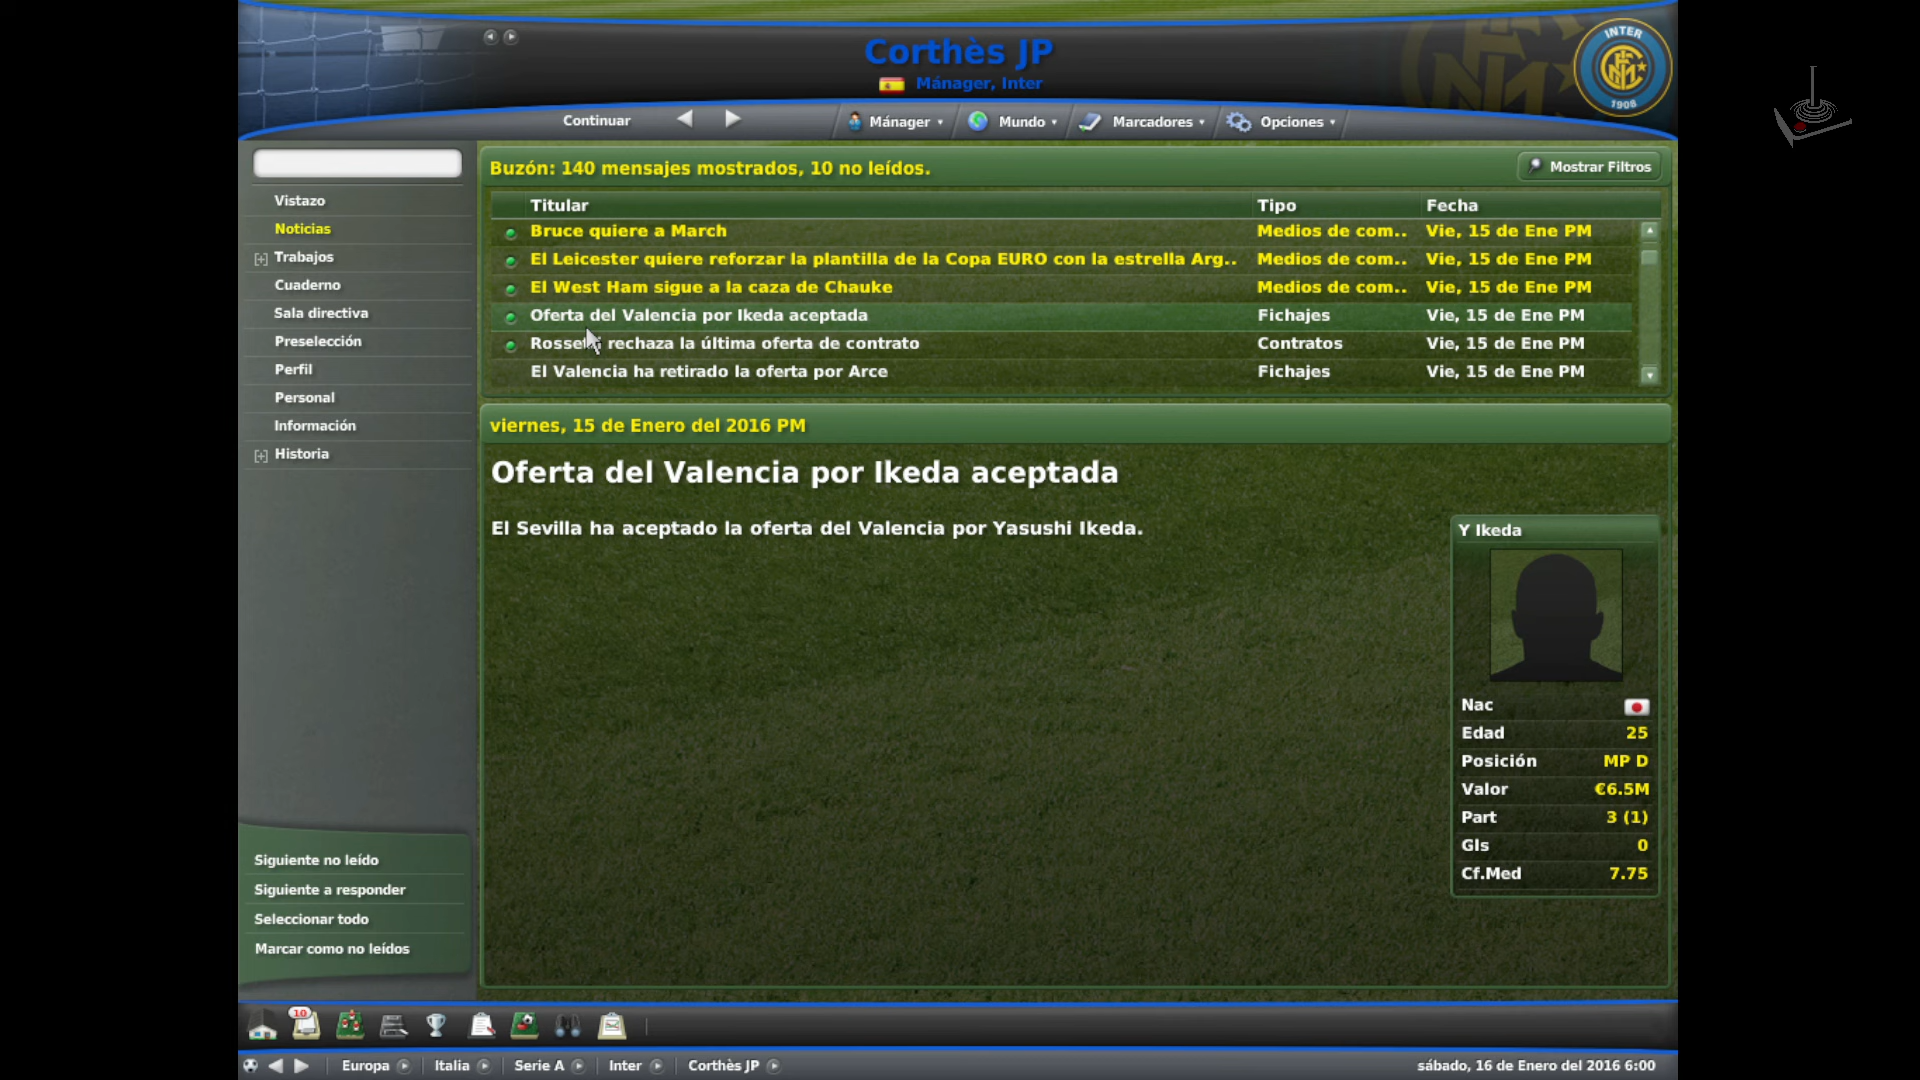 Corthès JP
Mánager, Inter
INTER
1908
Continuar
Mánager
Mundo
Marcadores
Opciones
Buzón: 140 mensajes mostrados, 10 no leídos.
Mostrar Filtros
Titular Tipo Fecha
Bruce quiere a March Medios de com.. Vie, 15 de Ene PM
El Leicester quiere reforzar la plantilla de la Copa EURO con la estrella Arg.. Medios de com.. Vie, 15 de Ene PM
El West Ham sigue a la caza de Chauke Medios de com.. Vie, 15 de Ene PM
Oferta del Valencia por Ikeda aceptada Fichajes Vie, 15 de Ene PM
rechaza la última oferta de contrato Contratos Vie, 15 de Ene PM
El Valencia ha retirado la oferta por Arce Fichajes Vie, 15 de Ene PM
Vistazo
Noticias
[+] Trabajos
Cuaderno
Sala directiva
Preselección
Perfil
Personal
Información
[+] Historia
viernes, 15 de Enero del 2016 PM
Oferta del Valencia por Ikeda aceptada
El Sevilla ha aceptado la oferta del Valencia por Yasushi Ikeda.
Y Ikeda
Nac
Edad 25
Posición MP D
Valor €6.5M
Part 3 (1)
Gls 0
Cf.Med 7.75
Siguiente no leído
Siguiente a responder
Seleccionar todo
Marcar como no leídos
10
Europa
Italia
Serie A
Inter
Corthès JP
sábado, 16 de Enero del 2016 6:00